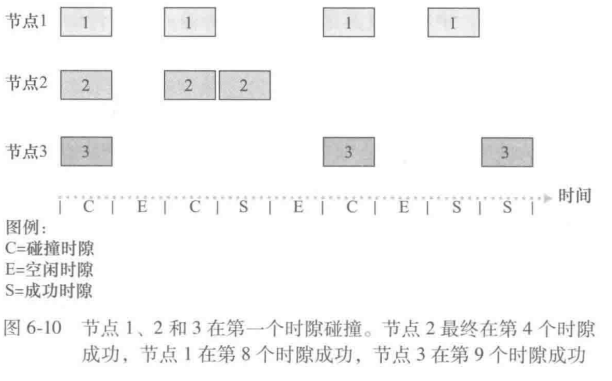 节点1 1 1 1 1
节点2 2 2 2
节点3 3 3 3
时间
| C | E | C | S | E | C | E | S | S |
图例：
C=碰撞时隙
E=空闲时隙
S=成功时隙
图 6-10 节点 1、2 和 3 在第一个时隙碰撞。节点 2 最终在第 4 个时隙
成功，节点 1 在第 8 个时隙成功，节点 3 在第 9 个时隙成功